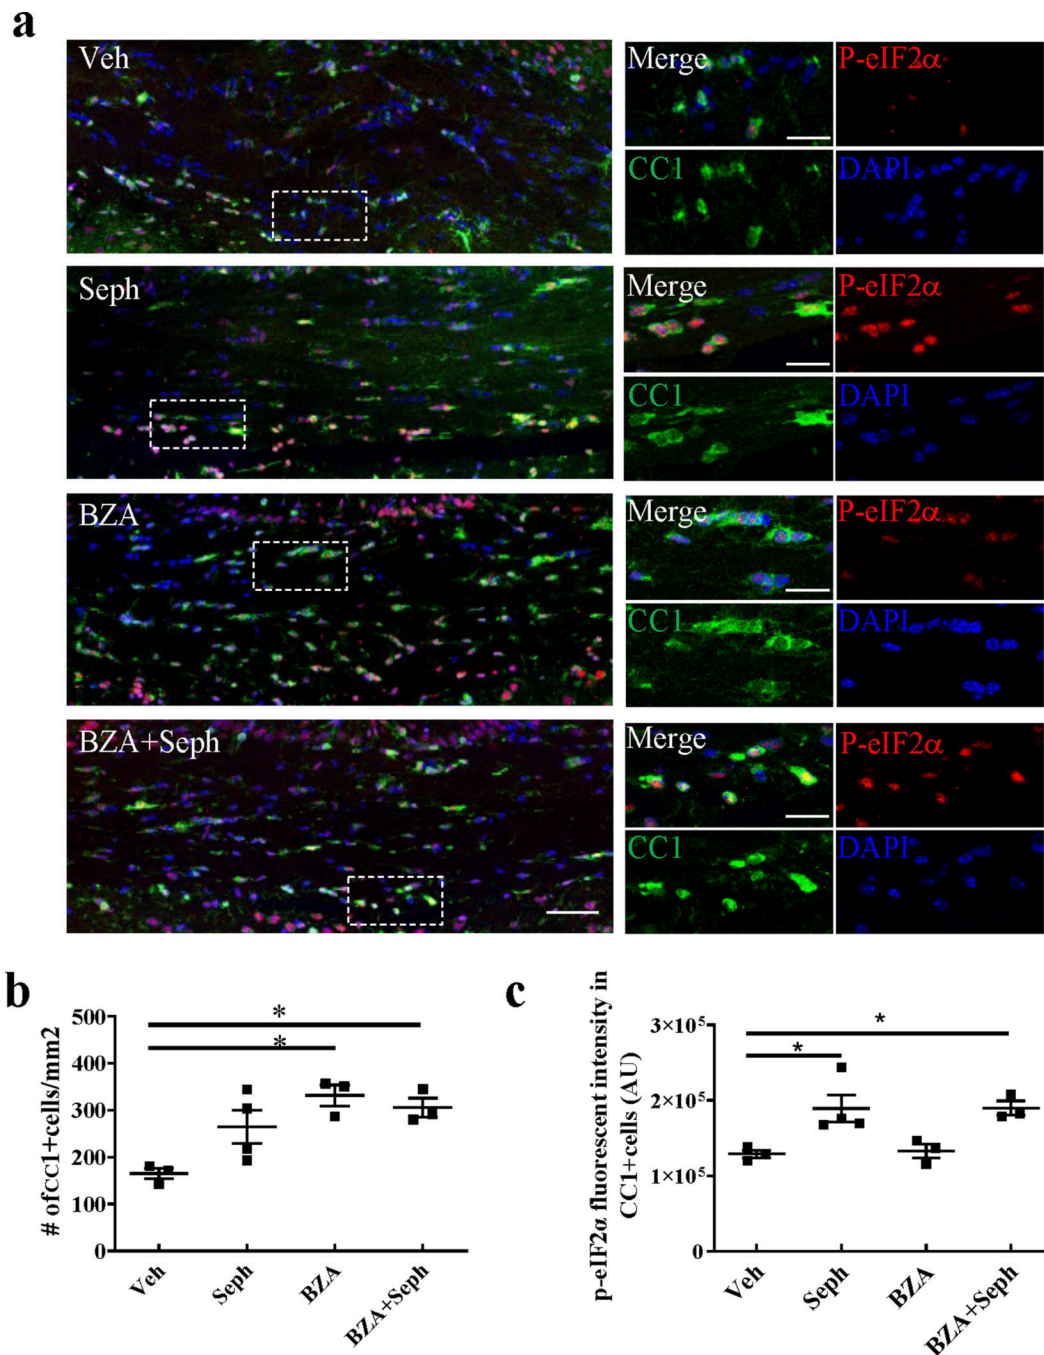 a
Veh
Merge
P-eIF2α
CC1
DAPI
Seph
Merge
P-eIF2α
CC1
DAPI
BZA
Merge
P-eIF2α
CC1
DAPI
BZA+Seph
Merge
P-eIF2α
CC1
DAPI
b
# ofCC1+cells/mm2
500
400
300
200
100
0
*
*
Veh
Seph
BZA
BZA+Seph
c
p-eIF2α fluorescent intensity in
CC1+cells (AU)
3×10⁵
2×10⁵
1×10⁵
0
*
*
Veh
Seph
BZA
BZA+Seph